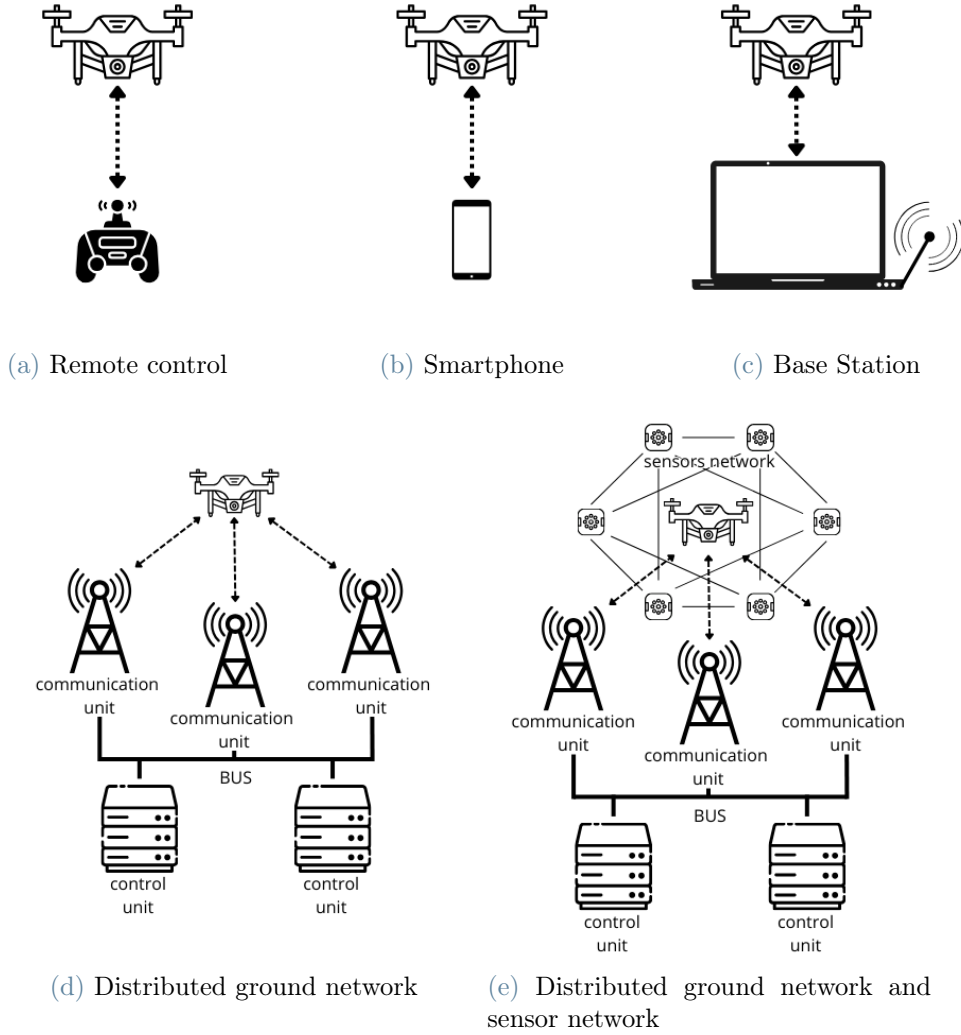 (a) Remote control
(b) Smartphone
(c) Base Station
communication
unit
communication
unit
communication
unit
BUS
control
unit
control
unit
(d) Distributed ground network
sensors network
communication
unit
communication
unit
communication
unit
BUS
control
unit
control
unit
(e) Distributed ground network and
sensor network